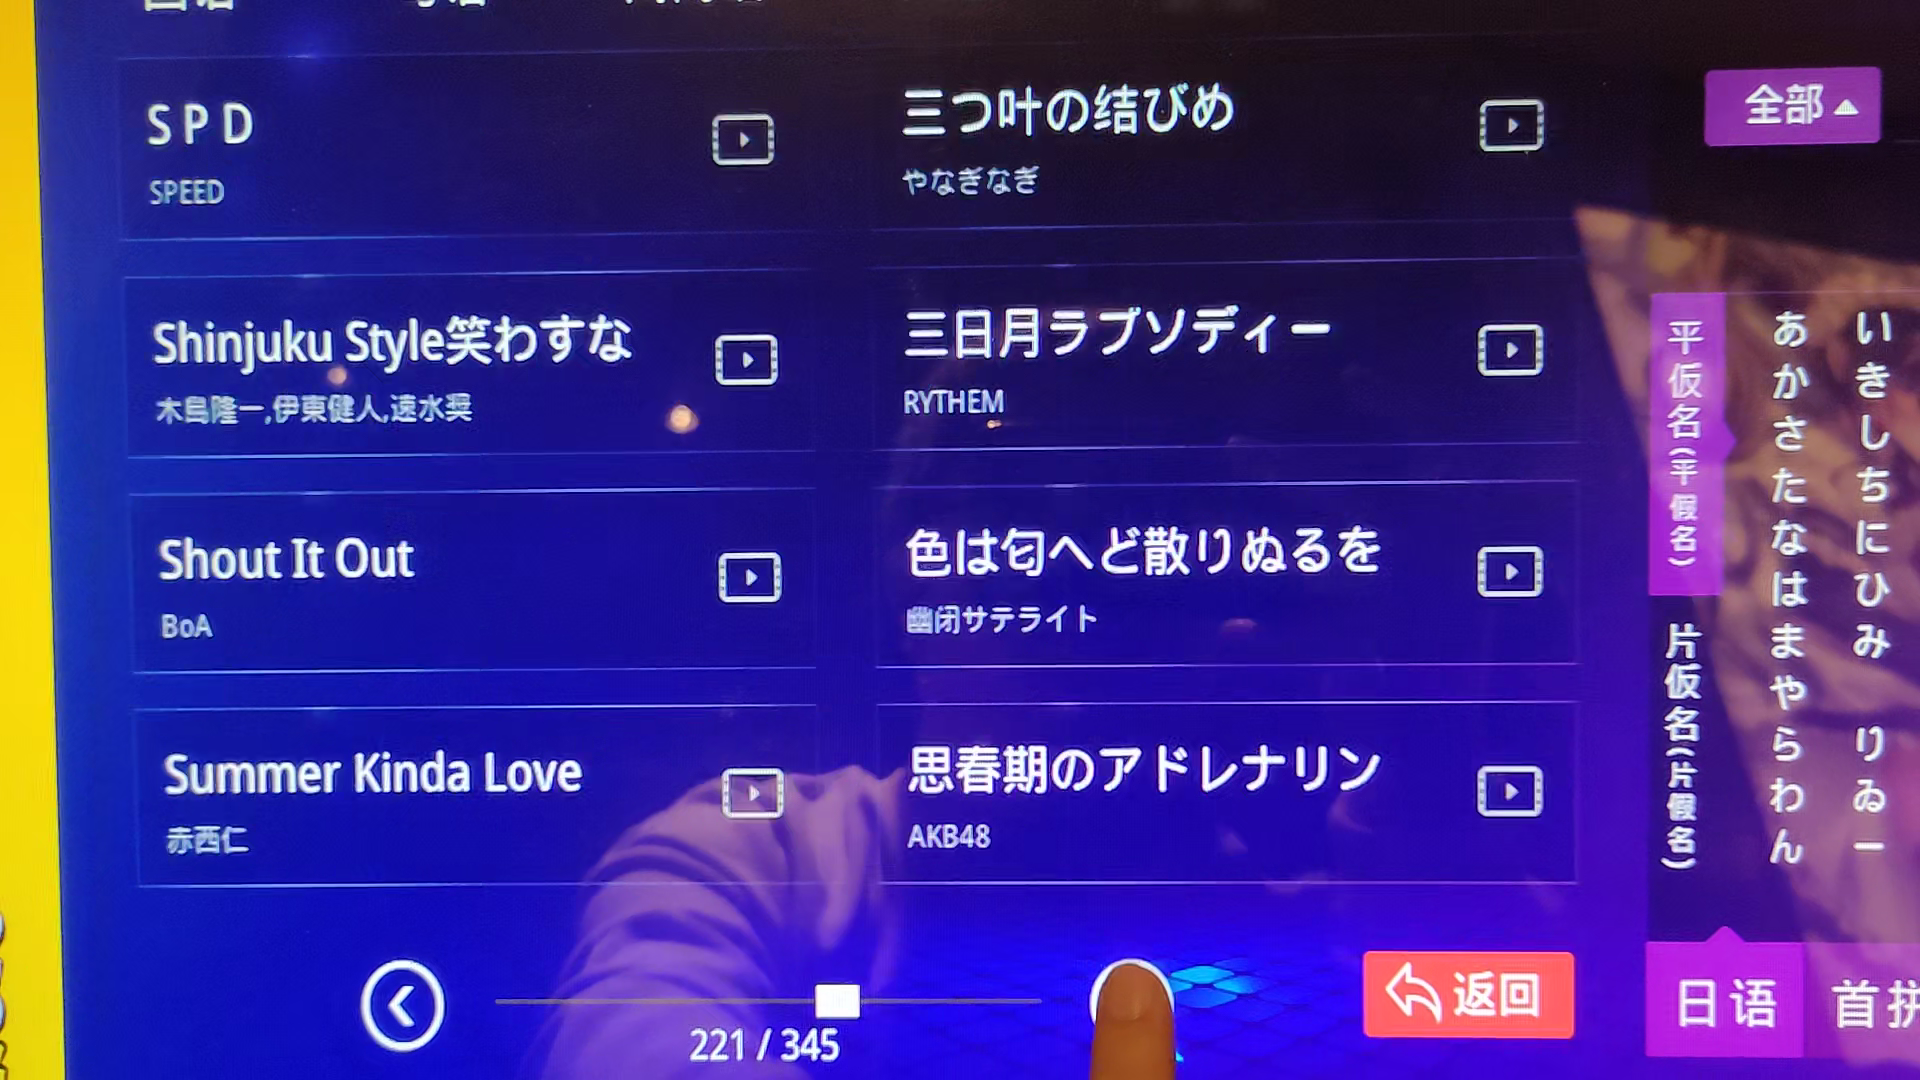 S P D
SPEED
三つ叶の结びめ
やなぎなぎ
全部
Shinjuku Style笑わすな
木島隆一,伊東健人,速水奨
三日月ラブソディー
RYTHEM
Shout It Out
BoA
色は匂へど散りぬるを
幽闭サテライト
Summer Kinda Love
赤西仁
思春期のアドレナリン
AKB48
平仮名(平假名)
片仮名(片假名)
あかさたなはまやらわん
いきしちにひみ りゐー
221 / 345
返回
日语
首拼